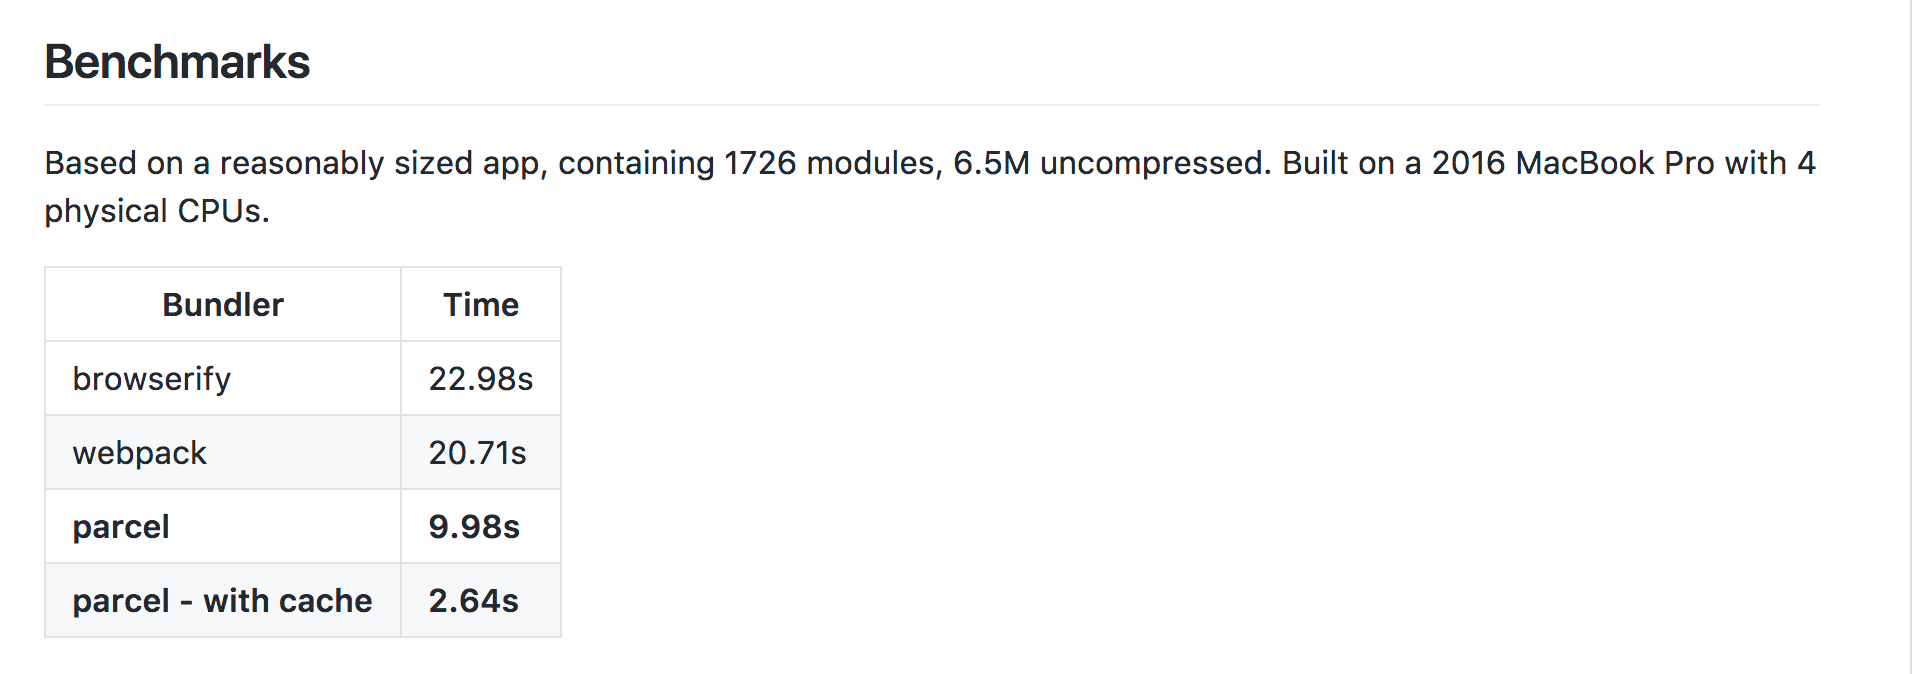 Benchmarks
Based on a reasonably sized app, containing 1726 modules, 6.5M uncompressed. Built on a 2016 MacBook Pro with 4
physical CPUs.
Bundler Time
browserify 22.98s
webpack 20.71s
parcel 9.98s
parcel - with cache 2.64s